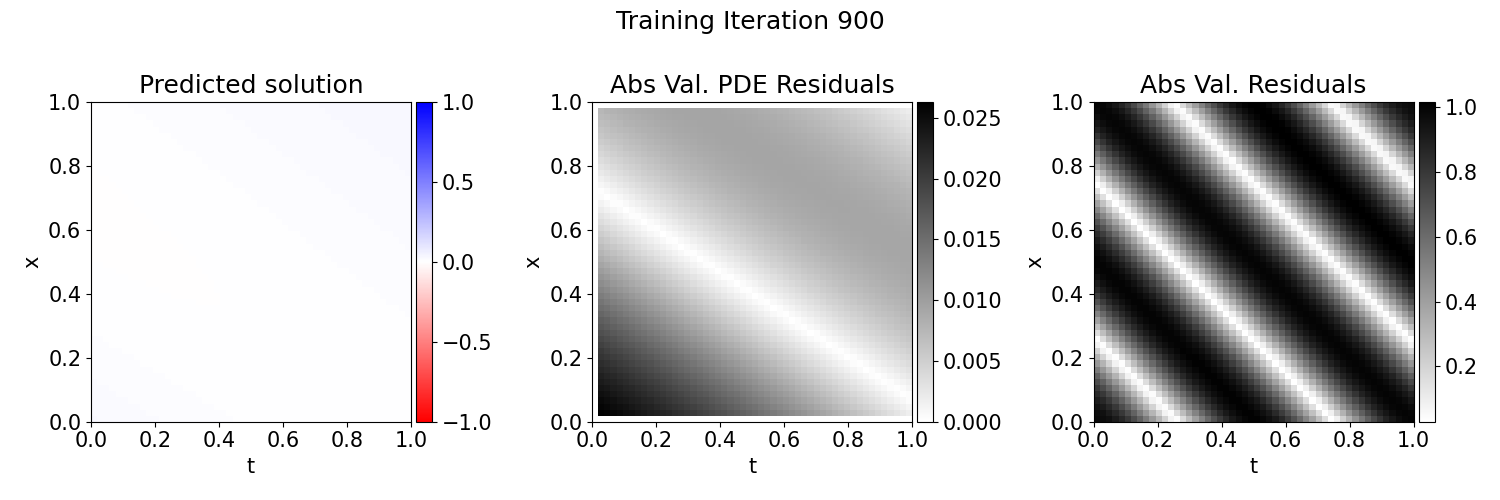 Training Iteration 900
Predicted solution
1.0
0.8
0.6
0.4
0.2
0.0
x
0.0 0.2 0.4 0.6 0.8 1.0
t
1.0
0.5
0.0
−0.5
−1.0
Abs Val. PDE Residuals
1.0
0.8
0.6
0.4
0.2
0.0
x
0.0 0.2 0.4 0.6 0.8 1.0
t
0.025
0.020
0.015
0.010
0.005
0.000
Abs Val. Residuals
1.0
0.8
0.6
0.4
0.2
0.0
x
0.0 0.2 0.4 0.6 0.8 1.0
t
1.0
0.8
0.6
0.4
0.2